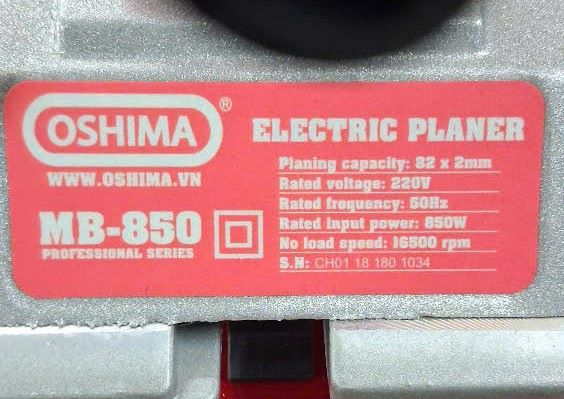 OSHIMA®
WWW.OSHIMA.VN
MB-850
PROFESSIONAL SERIES
ELECTRIC PLANER
Planing capacity: 82 x 2mm
Rated voltage: 220V
Rated frequency: 50Hz
Rated input power: 850W
No load speed: 16500 rpm
S.N: CH01 18 180 1034